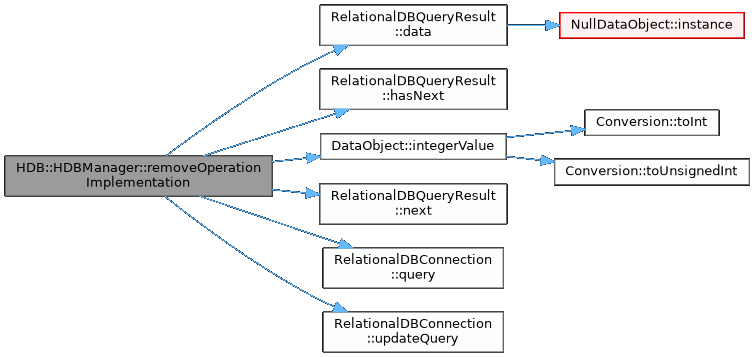 HDB::HDBManager::removeOperation
Implementation
RelationalDBQueryResult
::data
NullDataObject::instance
RelationalDBQueryResult
::hasNext
DataObject::integerValue
Conversion::toInt
Conversion::toUnsignedInt
RelationalDBQueryResult
::next
RelationalDBConnection
::query
RelationalDBConnection
::updateQuery